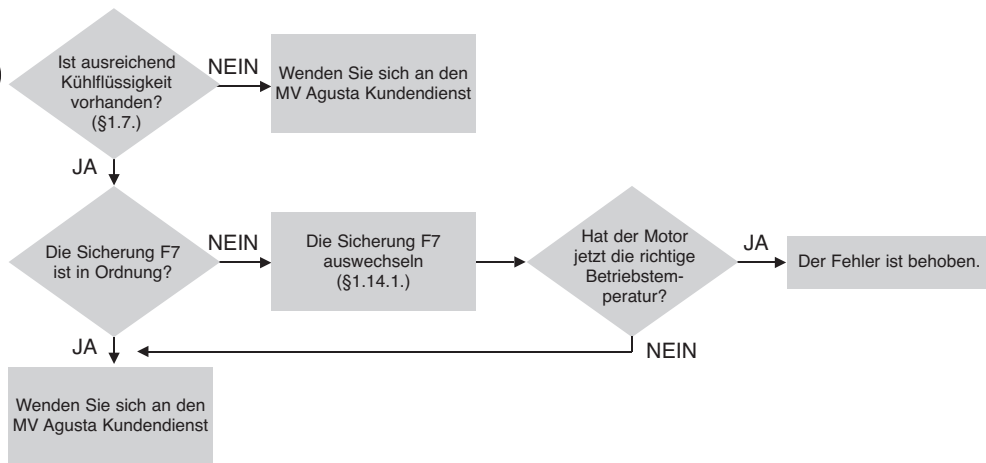 Ist ausreichend
Kühlflüssigkeit
vorhanden?
(§1.7.)
NEIN
Wenden Sie sich an den
MV Agusta Kundendienst
JA
Die Sicherung F7
ist in Ordnung?
NEIN
Die Sicherung F7
auswechseln
(§1.14.1.)
Hat der Motor
jetzt die richtige
Betriebstem-
peratur?
JA
Der Fehler ist behoben.
JA
NEIN
Wenden Sie sich an den
MV Agusta Kundendienst